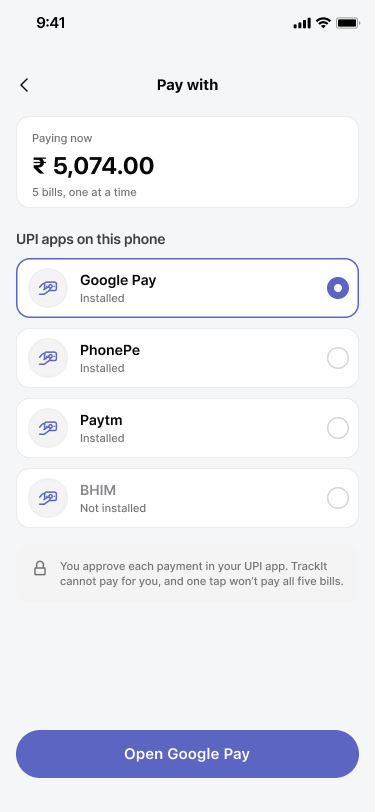 9:41
Pay with
Paying now
₹ 5,074.00
5 bills, one at a time
UPI apps on this phone
Google Pay
Installed
PhonePe
Installed
Paytm
Installed
BHIM
Not installed
You approve each payment in your UPI app. TrackIt
cannot pay for you, and one tap won’t pay all five bills.
Open Google Pay